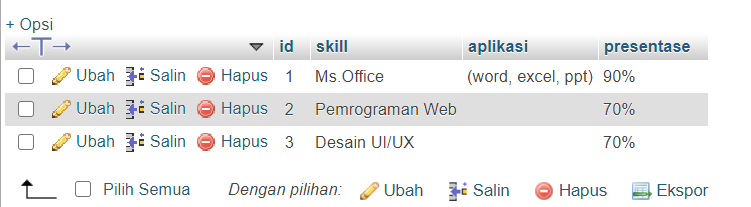 + Opsi
id skill aplikasi presentase
Ubah Salin Hapus 1 Ms.Office (word, excel, ppt) 90%
Ubah Salin Hapus 2 Pemrograman Web 70%
Ubah Salin Hapus 3 Desain UI/UX 70%
Pilih Semua Dengan pilihan: Ubah Salin Hapus Ekspor